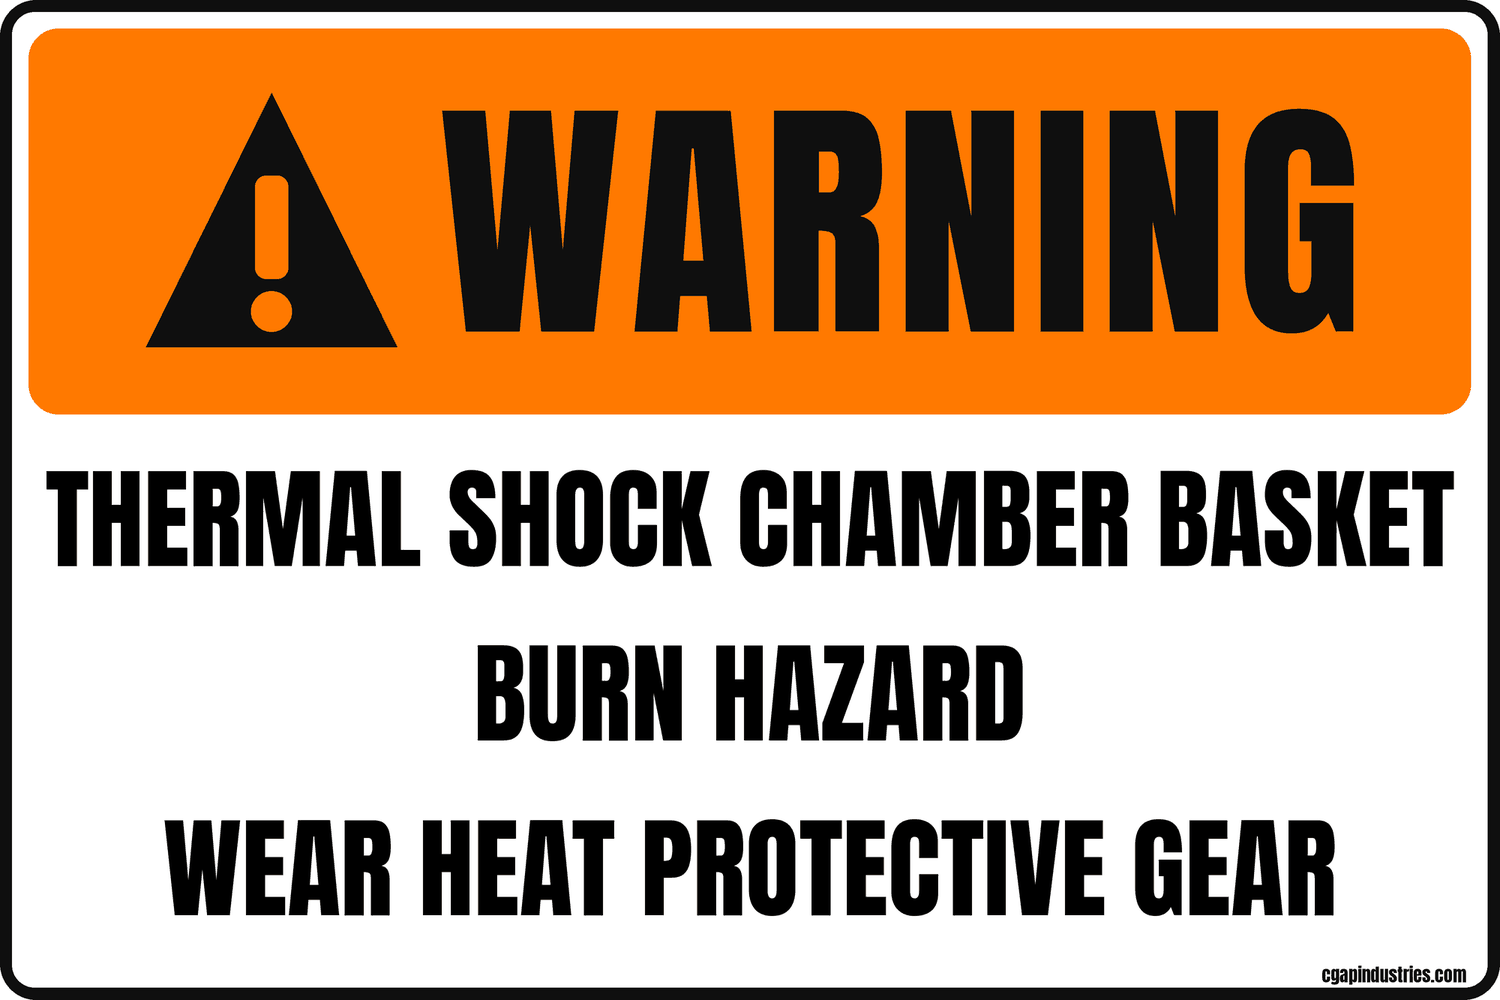 WARNING
THERMAL SHOCK CHAMBER BASKET
BURN HAZARD
WEAR HEAT PROTECTIVE GEAR
cgapindustries.com